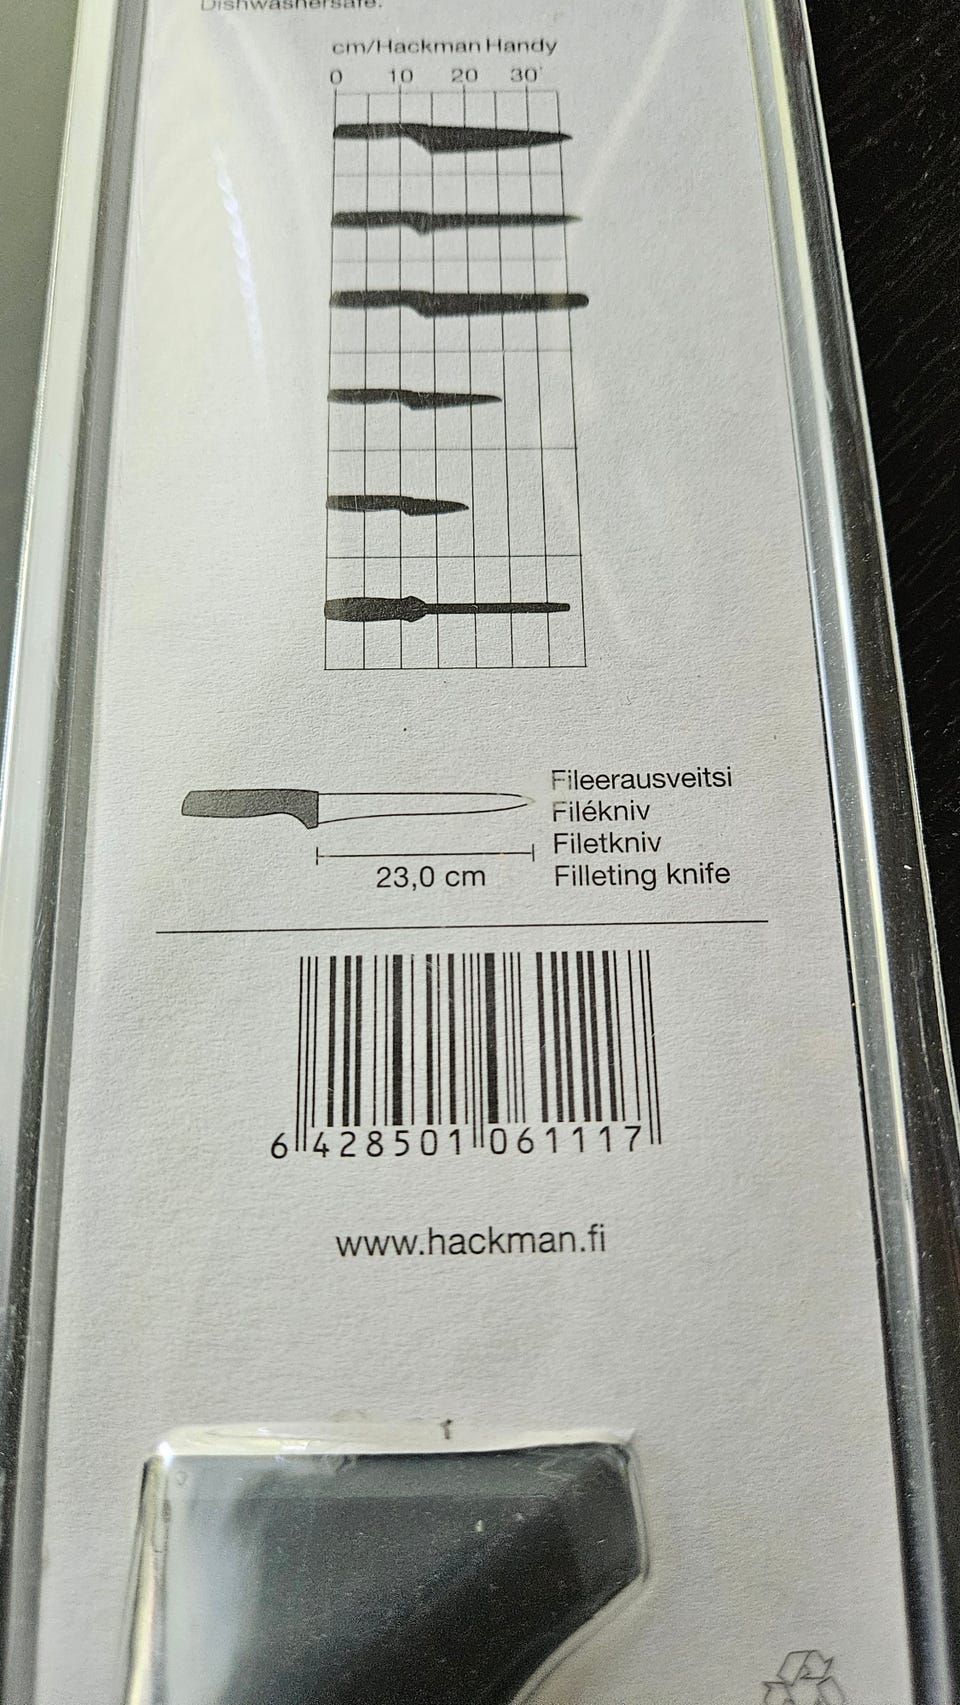 Dishwashersafe.
cm/Hackman Handy
0 10 20 30
Fileerausveitsi
Filékniv
Filetkniv
Filleting knife
23,0 cm
6 428501 061117
www.hackman.fi